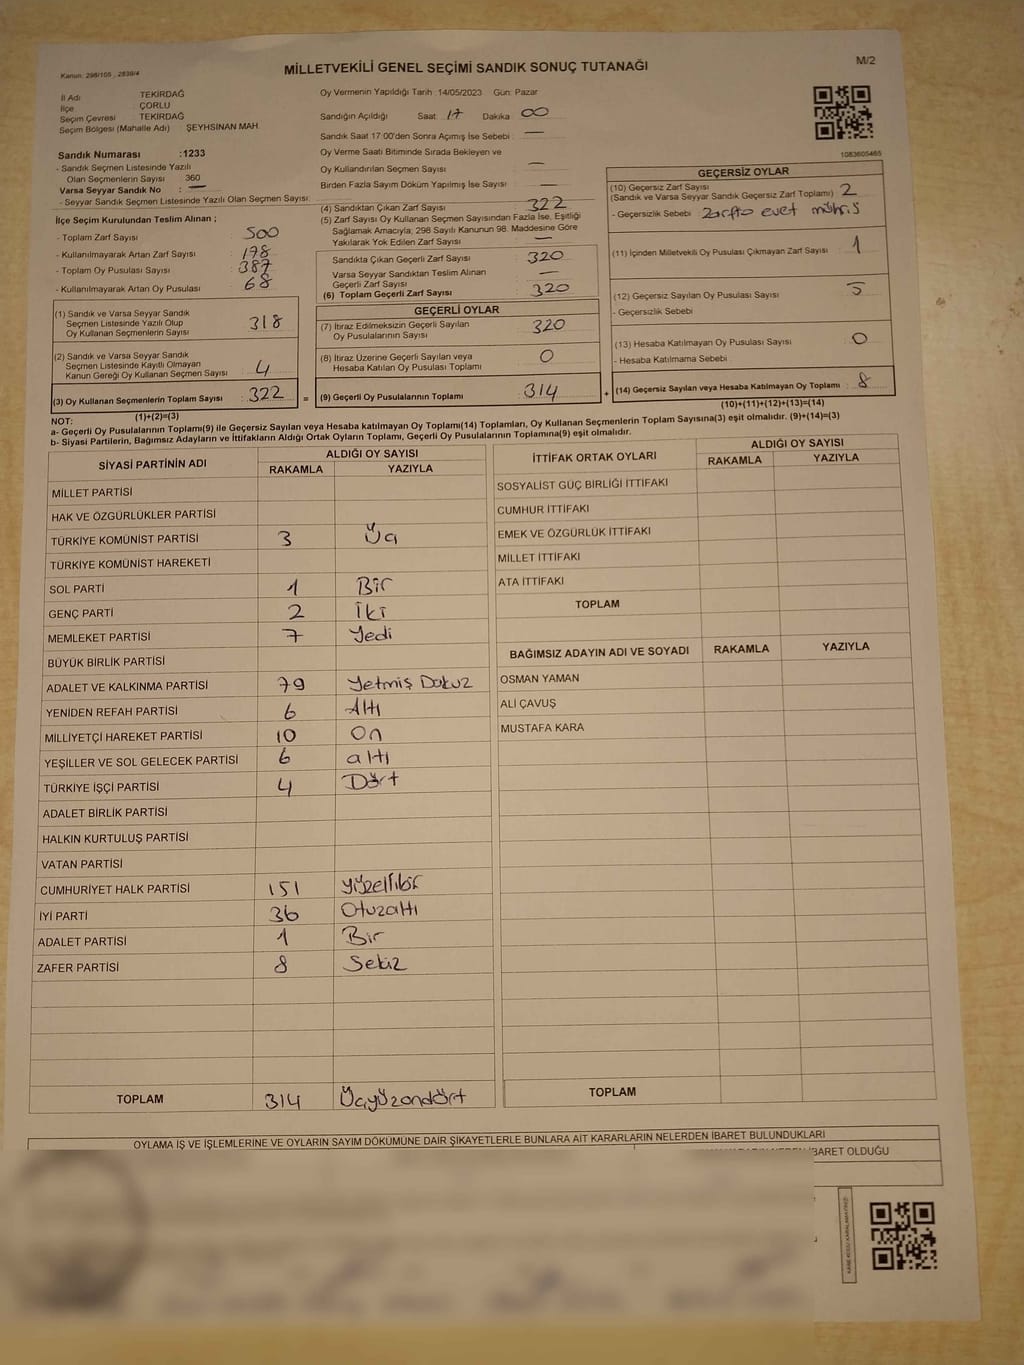 Kanun: 298/105 , 2839/4
MİLLETVEKİLİ GENEL SEÇİMİ SANDIK SONUÇ TUTANAĞI
M/2
İl Adı TEKİRDAĞ
İlçe : ÇORLU
Seçim Çevresi TEKİRDAĞ
Seçim Bölgesi (Mahalle Adı) ŞEYHSİNAN MAH.
Sandık Numarası :1233
- Sandık Seçmen Listesinde Yazılı
Olan Seçmenlerin Sayısı 360
Varsa Seyyar Sandık No : —
- Seyyar Sandık Seçmen Listesinde Yazılı Olan Seçmen Sayısı
Oy Vermenin Yapıldığı Tarih :14/05/2023 Gün: Pazar
Sandığın Açıldığı Saat 17 Dakika 00
Sandık Saat 17:00'den Sonra Açımış İse Sebebi : —
Oy Verme Saati Bitiminde Sırada Bekleyen ve
Oy Kullandırılan Seçmen Sayısı —
Birden Fazla Sayım Döküm Yapılmış İse Sayısı —
1083605465
İlçe Seçim Kurulundan Teslim Alınan ;
- Toplam Zarf Sayısı : 500
- Kullanılmayarak Artan Zarf Sayısı : 178
- Toplam Oy Pusulası Sayısı : 387
- Kullanılmayarak Artan Oy Pusulası : 68
(4) Sandıktan Çıkan Zarf Sayısı 322
(5) Zarf Sayısı Oy Kullanan Seçmen Sayısından Fazla İse, Eşitliği
Sağlamak Amacıyla, 298 Sayılı Kanunun 98. Maddesine Göre
Yakılarak Yok Edilen Zarf Sayısı —
Sandıkta Çıkan Geçerli Zarf Sayısı 320
Varsa Seyyar Sandıktan Teslim Alınan
Geçerli Zarf Sayısı —
(6) Toplam Geçerli Zarf Sayısı 320
GEÇERSİZ OYLAR
(10) Geçersiz Zarf Sayısı
(Sandık ve Varsa Seyyar Sandık Geçersiz Zarf Toplamı) 2
- Geçersizlik Sebebi : Zarfta evet mührü
(11) İçinden Milletvekili Oy Pusulası Çıkmayan Zarf Sayısı 1
(12) Geçersiz Sayılan Oy Pusulası Sayısı 5
- Geçersizlik Sebebi
(13) Hesaba Katılmayan Oy Pusulası Sayısı 0
- Hesaba Katılmama Sebebi
(14) Geçersiz Sayılan veya Hesaba Katılmayan Oy Toplamı : 8
(10)+(11)+(12)+(13)=(14)
(1) Sandık ve Varsa Seyyar Sandık
Seçmen Listesinde Yazılı Olup
Oy Kullanan Seçmenlerin Sayısı 318
(2) Sandık ve Varsa Seyyar Sandık
Seçmen Listesinde Kayıtlı Olmayan
Kanun Gereği Oy Kullanan Seçmen Sayısı 4
(3) Oy Kullanan Seçmenlerin Toplam Sayısı 322 =
(1)+(2)=(3)
GEÇERLİ OYLAR
(7) İtiraz Edilmeksizin Geçerli Sayılan
Oy Pusulalarının Sayısı 320
(8) İtiraz Üzerine Geçerli Sayılan veya
Hesaba Katılan Oy Pusulası Toplamı 0
(9) Geçerli Oy Pusulalarının Toplamı 314 +
NOT:
a- Geçerli Oy Pusulalarının Toplamı(9) ile Geçersiz Sayılan veya Hesaba katılmayan Oy Toplamı(14) Toplamları, Oy Kullanan Seçmenlerin Toplam Sayısına(3) eşit olmalıdır. (9)+(14)=(3)
b- Siyasi Partilerin, Bağımsız Adayların ve İttifakların Aldığı Ortak Oyların Toplamı, Geçerli Oy Pusulalarının Toplamına(9) eşit olmalıdır.
SİYASİ PARTİNİN ADI ALDIĞI OY SAYISI
RAKAMLA YAZIYLA
MİLLET PARTİSİ
HAK VE ÖZGÜRLÜKLER PARTİSİ
TÜRKİYE KOMÜNİST PARTİSİ 3 Üç
TÜRKİYE KOMÜNİST HAREKETİ
SOL PARTİ 1 Bir
GENÇ PARTİ 2 İki
MEMLEKET PARTİSİ 7 Yedi
BÜYÜK BİRLİK PARTİSİ
ADALET VE KALKINMA PARTİSİ 79 Yetmiş Dokuz
YENİDEN REFAH PARTİSİ 6 Altı
MİLLİYETÇİ HAREKET PARTİSİ 10 On
YEŞİLLER VE SOL GELECEK PARTİSİ 6 altı
TÜRKİYE İŞÇİ PARTİSİ 4 Dört
ADALET BİRLİK PARTİSİ
HALKIN KURTULUŞ PARTİSİ
VATAN PARTİSİ
CUMHURİYET HALK PARTİSİ 151 yüzellibir
İYİ PARTİ 36 Otuzaltı
ADALET PARTİSİ 1 Bir
ZAFER PARTİSİ 8 Sekiz
TOPLAM 314 Üçyüzondört
İTTİFAK ORTAK OYLARI ALDIĞI OY SAYISI
RAKAMLA YAZIYLA
SOSYALİST GÜÇ BİRLİĞİ İTTİFAKI
CUMHUR İTTİFAKI
EMEK VE ÖZGÜRLÜK İTTİFAKI
MİLLET İTTİFAKI
ATA İTTİFAKI
TOPLAM
BAĞIMSIZ ADAYIN ADI VE SOYADI RAKAMLA YAZIYLA
OSMAN YAMAN
ALİ ÇAVUŞ
MUSTAFA KARA
TOPLAM
OYLAMA İŞ VE İŞLEMLERİNE VE OYLARIN SAYIM DÖKÜMÜNE DAİR ŞİKAYETLERLE BUNLARA AİT KARARLARIN NELERDEN İBARET BULUNDUKLARI
İBARET OLDUĞU